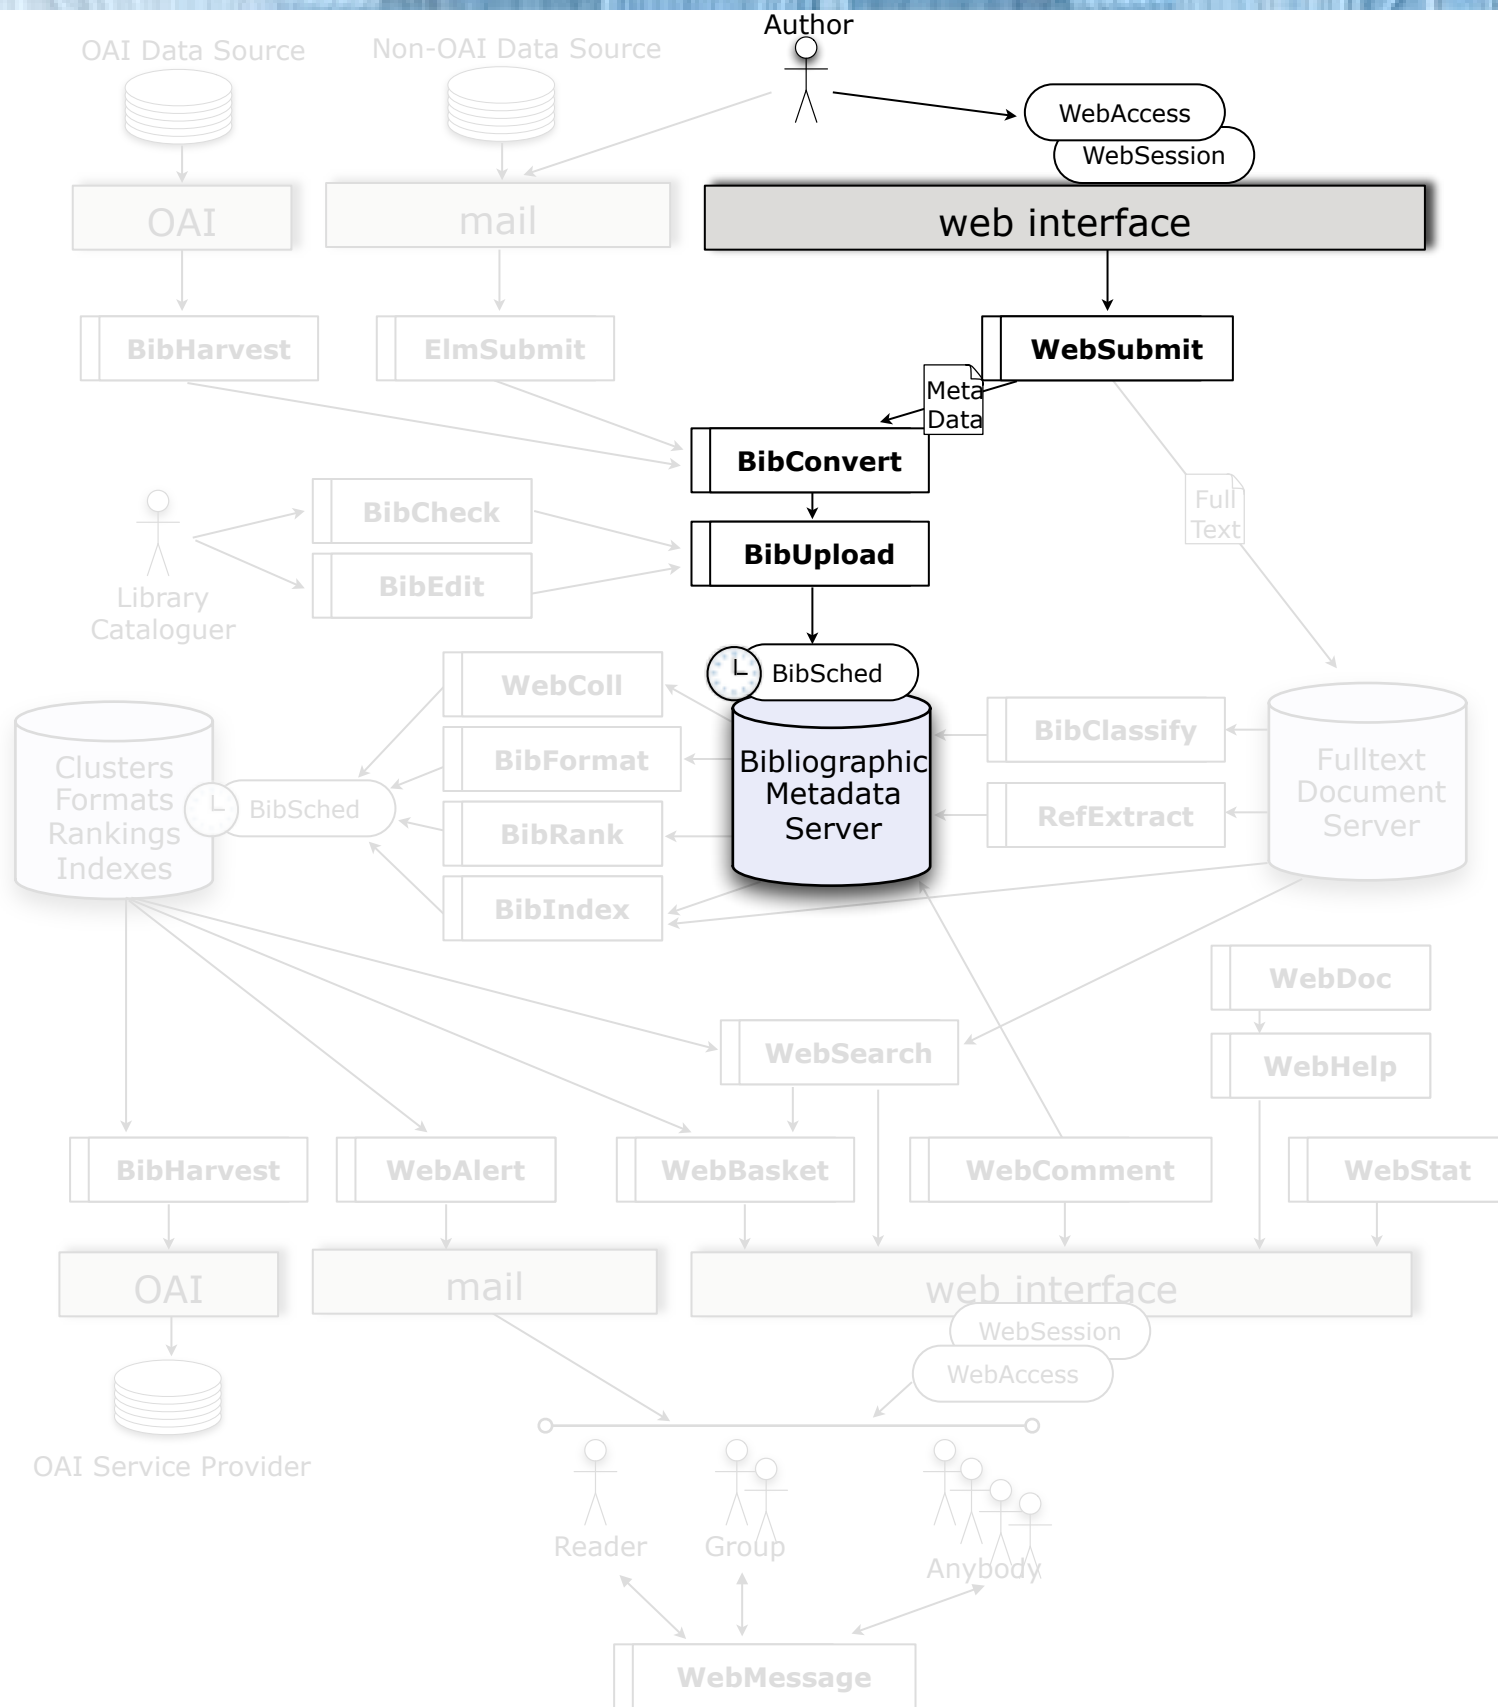 Author
OAI Data Source
Non-OAI Data Source
WebAccess
WebSession
OAI
mail
web interface
BibHarvest
ElmSubmit
WebSubmit
Meta
Data
BibConvert
Full
Text
BibCheck
BibUpload
BibEdit
Library
Cataloguer
BibSched
WebColl
BibClassify
Clusters
Formats
Rankings
Indexes
BibSched
BibFormat
Bibliographic
Metadata
Server
Fulltext
Document
Server
BibRank
RefExtract
BibIndex
WebDoc
WebSearch
WebHelp
BibHarvest
WebAlert
WebBasket
WebComment
WebStat
OAI
mail
web interface
WebSession
WebAccess
OAI Service Provider
Reader
Group
Anybody
WebMessage